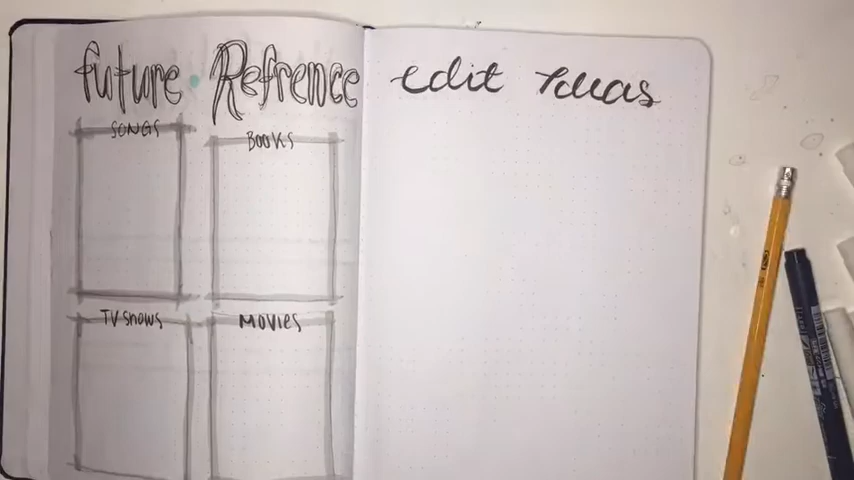 future Refrence
SONGS
BOOKS
TV shows
MOVIES
edit Ideas